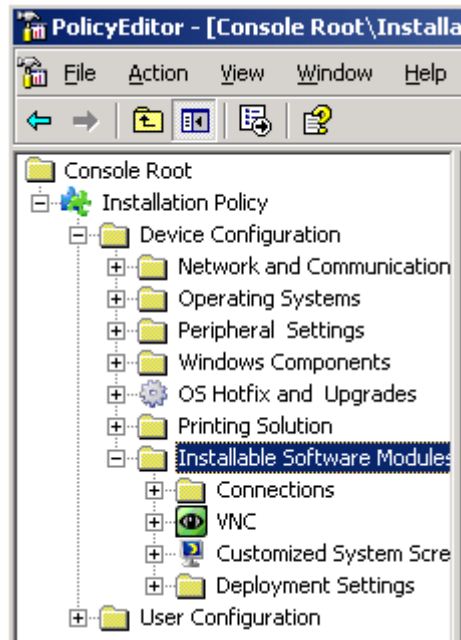 PolicyEditor - [Console Root\Installa
File Action View Window Help
Console Root
Installation Policy
Device Configuration
Network and Communication
Operating Systems
Peripheral Settings
Windows Components
OS Hotfix and Upgrades
Printing Solution
Installable Software Modules
Connections
VNC
Customized System Scre
Deployment Settings
User Configuration